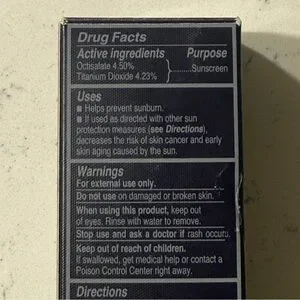 Drug Facts
Active ingredients Purpose
Octisalate 4.50%
Titanium Dioxide 4.23% } Sunscreen
Uses
■ Helps prevent sunburn.
■ If used as directed with other sun
protection measures (see Directions),
decreases the risk of skin cancer and early
skin aging caused by the sun.
Warnings
For external use only.
Do not use on damaged or broken skin.
When using this product, keep out
of eyes. Rinse with water to remove.
Stop use and ask a doctor if rash occurs.
Keep out of reach of children.
If swallowed, get medical help or contact a
Poison Control Center right away.
Directions